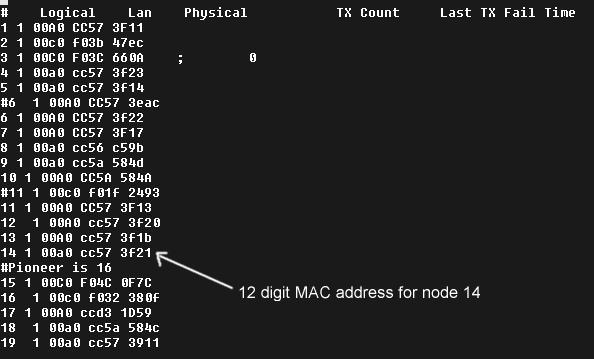 # Logical Lan Physical TX Count Last TX Fail Time
1 1 00A0 CC57 3F11
2 1 00c0 f03b 47ec
3 1 00C0 F03C 660A ; 0
4 1 00a0 cc57 3f23
5 1 00a0 cc57 3f14
#6 1 00A0 CC57 3eac
6 1 00A0 CC57 3f22
7 1 00A0 CC57 3F17
8 1 00a0 cc56 c59b
9 1 00a0 cc5a 584d
10 1 00A0 CC5A 584A
#11 1 00c0 f01f 2493
11 1 00A0 CC57 3F13
12 1 00a0 cc57 3f20
13 1 00a0 cc57 3f1b
14 1 00a0 cc57 3f21
#Pioneer is 16
15 1 00C0 F04C 0F7C
16 1 00c0 f032 380f
17 1 00A0 ccd3 1D59
18 1 00a0 cc5a 584c
19 1 00a0 cc57 3911
12 digit MAC address for node 14